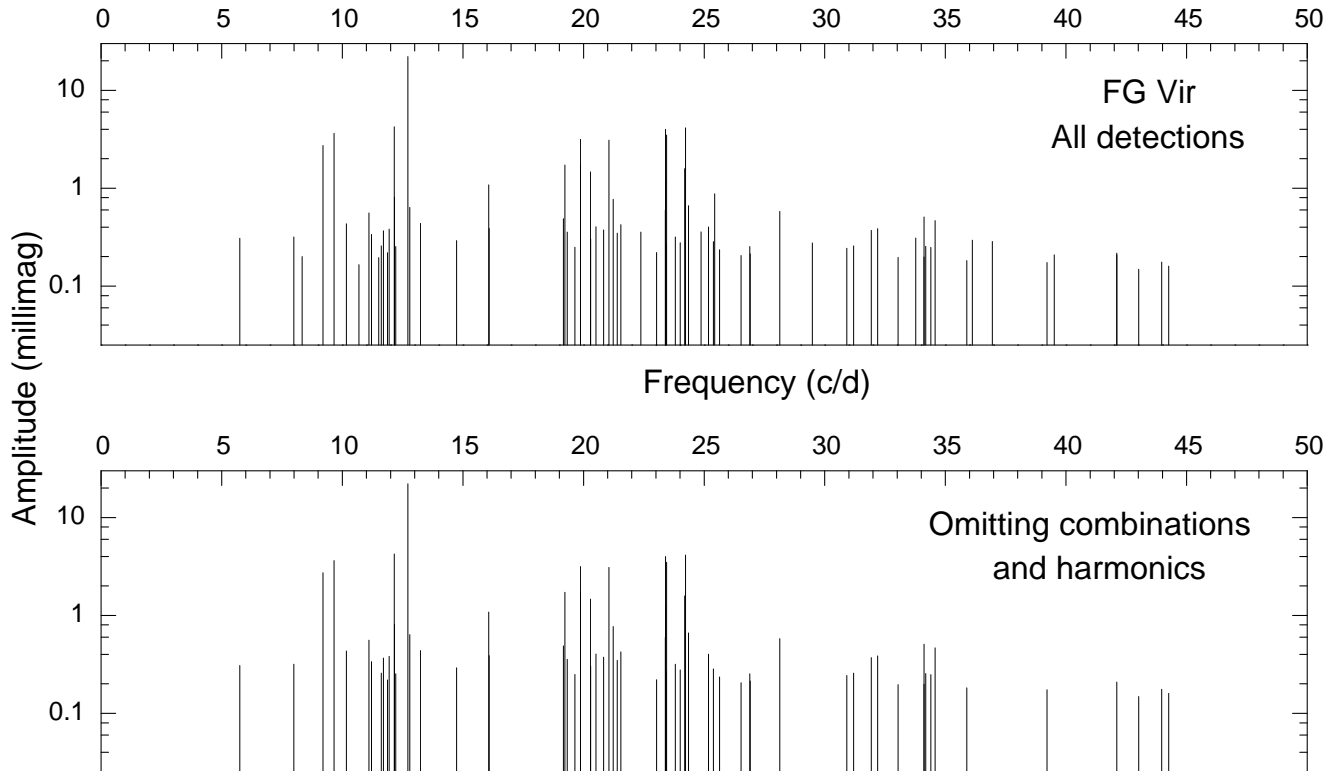 0 5 10 15 20 25 30 35 40 45 50
10
1
0.1
FG Vir
All detections
Amplitude (millimag)
Frequency (c/d)
0 5 10 15 20 25 30 35 40 45 50
10
1
0.1
Omitting combinations
and harmonics